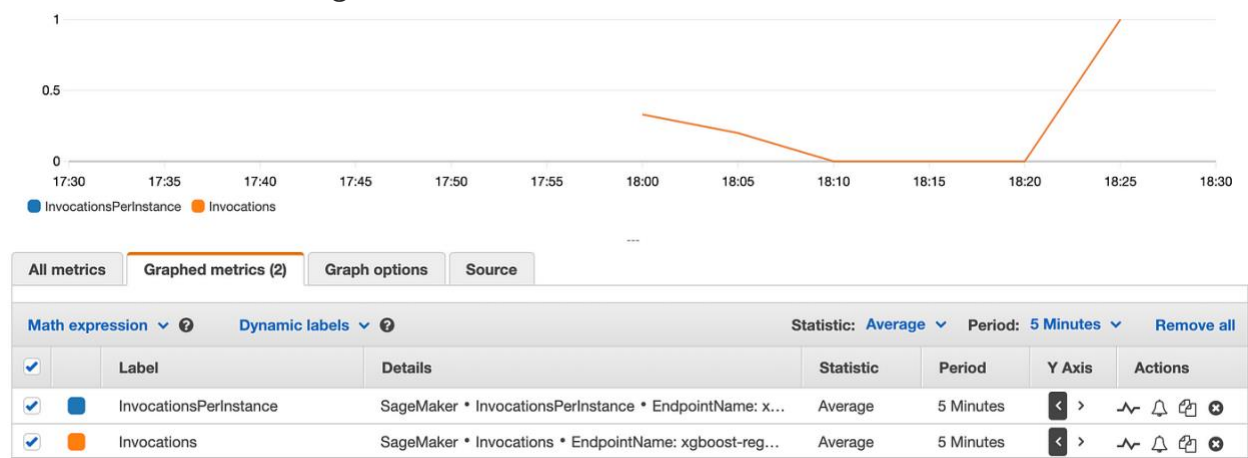 1
0.5
0
17:30 17:35 17:40 17:45 17:50 17:55 18:00 18:05 18:10 18:15 18:20 18:25 18:30
InvocationsPerInstance Invocations
All metrics Graphed metrics (2) Graph options Source
Math expression Dynamic labels Statistic: Average Period: 5 Minutes Remove all
Label Details Statistic Period Y Axis Actions
InvocationsPerInstance SageMaker • InvocationsPerInstance • EndpointName: x... Average 5 Minutes < >
Invocations SageMaker • Invocations • EndpointName: xgboost-reg... Average 5 Minutes < >